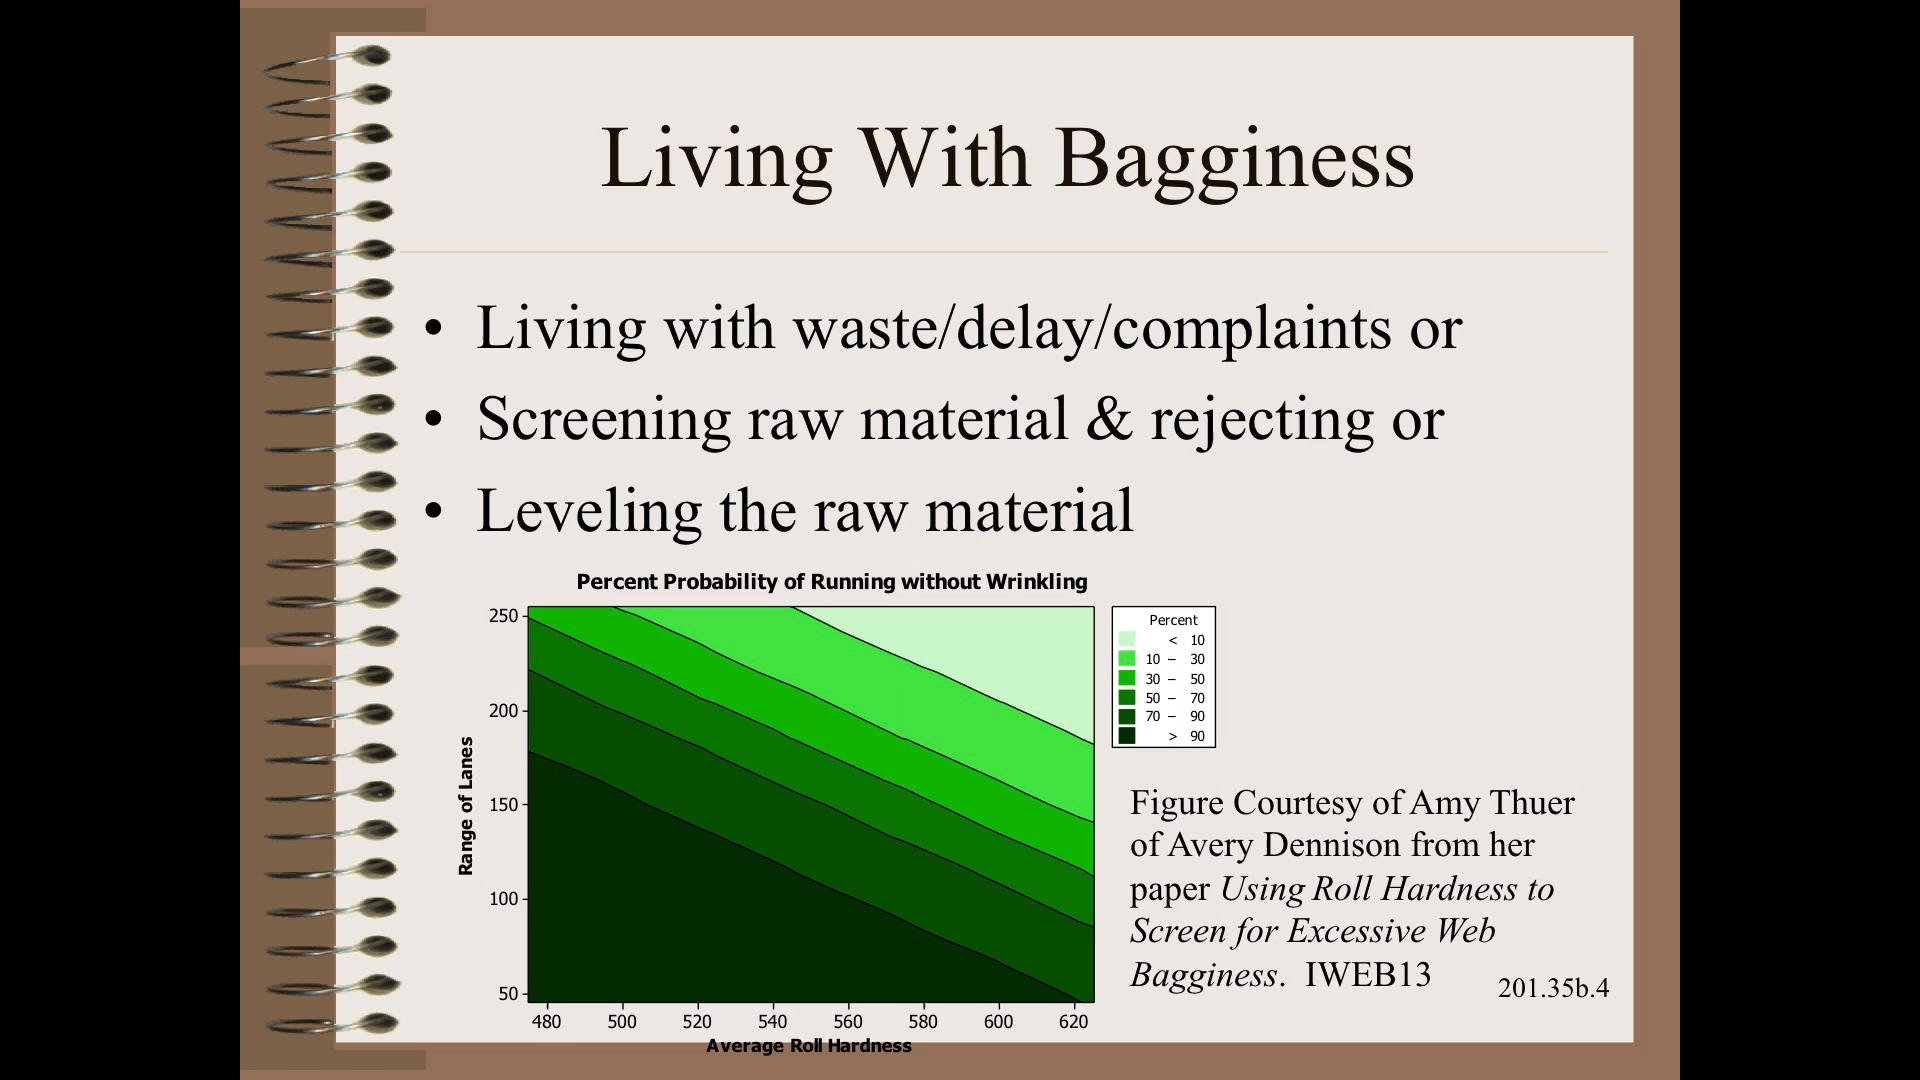 Living With Bagginess
• Living with waste/delay/complaints or
• Screening raw material & rejecting or
• Leveling the raw material
Percent Probability of Running without Wrinkling
250
200
150
100
50
Range of Lanes
480 500 520 540 560 580 600 620
Average Roll Hardness
Percent
< 10
10 – 30
30 – 50
50 – 70
70 – 90
> 90
Figure Courtesy of Amy Thuer
of Avery Dennison from her
paper Using Roll Hardness to
Screen for Excessive Web
Bagginess. IWEB13
201.35b.4